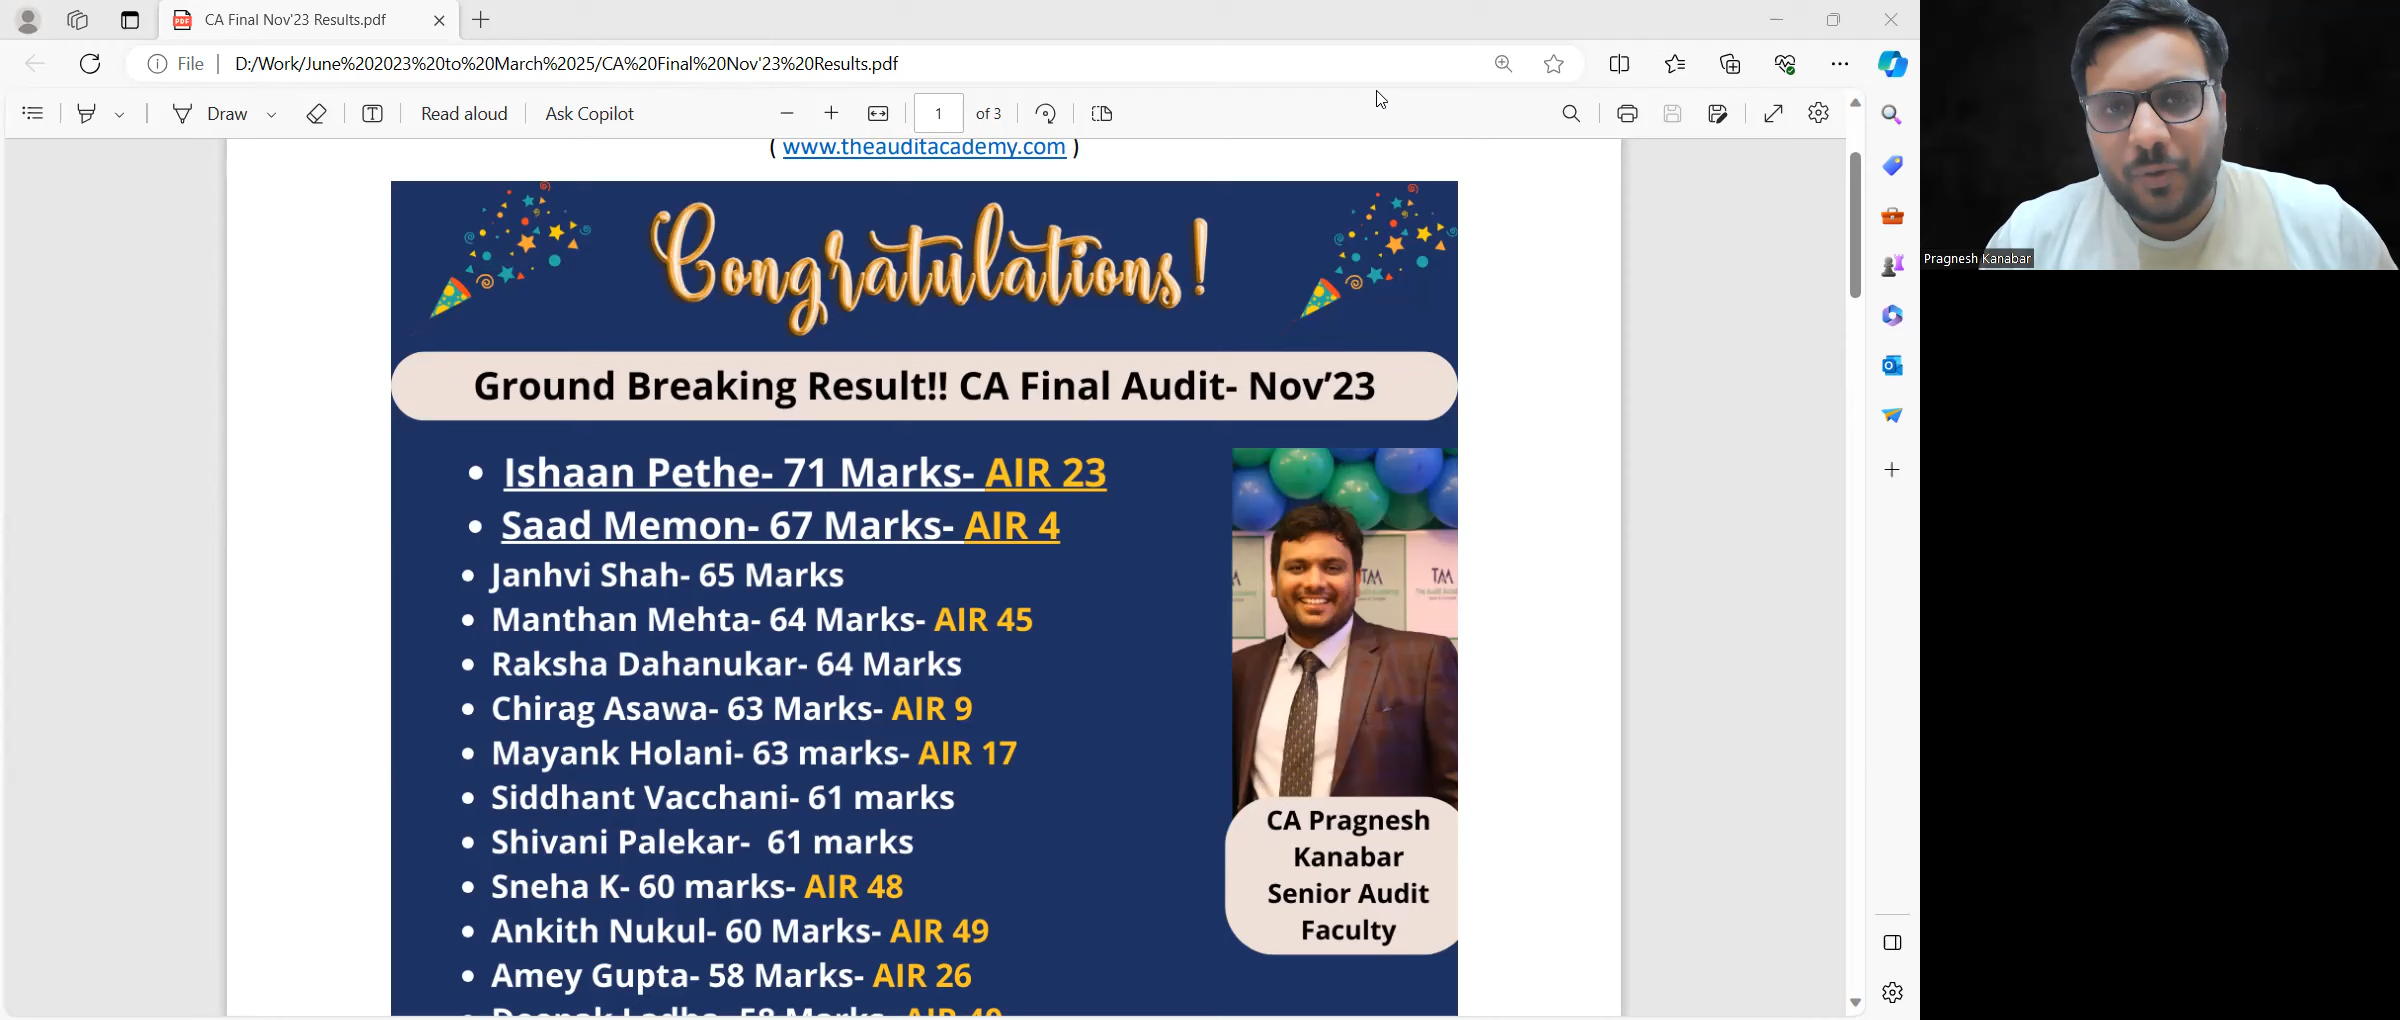 CA Final Nov'23 Results.pdf
File
D:/Work/June%202023%20to%20March%2025/CA%20Final%20Nov'23%20Results.pdf
Draw
Read aloud
Ask Copilot
1
of 3
( www.theauditacademy.com )
Congratulations!
Ground Breaking Result!! CA Final Audit- Nov’23
• Ishaan Pethe- 71 Marks- AIR 23
• Saad Memon- 67 Marks- AIR 4
• Janhvi Shah- 65 Marks
• Manthan Mehta- 64 Marks- AIR 45
• Raksha Dahanukar- 64 Marks
• Chirag Asawa- 63 Marks- AIR 9
• Mayank Holani- 63 marks- AIR 17
• Siddhant Vacchani- 61 marks
• Shivani Palekar- 61 marks
• Sneha K- 60 marks- AIR 48
• Ankith Nukul- 60 Marks- AIR 49
• Amey Gupta- 58 Marks- AIR 26
TAA
TAA
CA Pragnesh
Kanabar
Senior Audit
Faculty
Pragnesh Kanabar